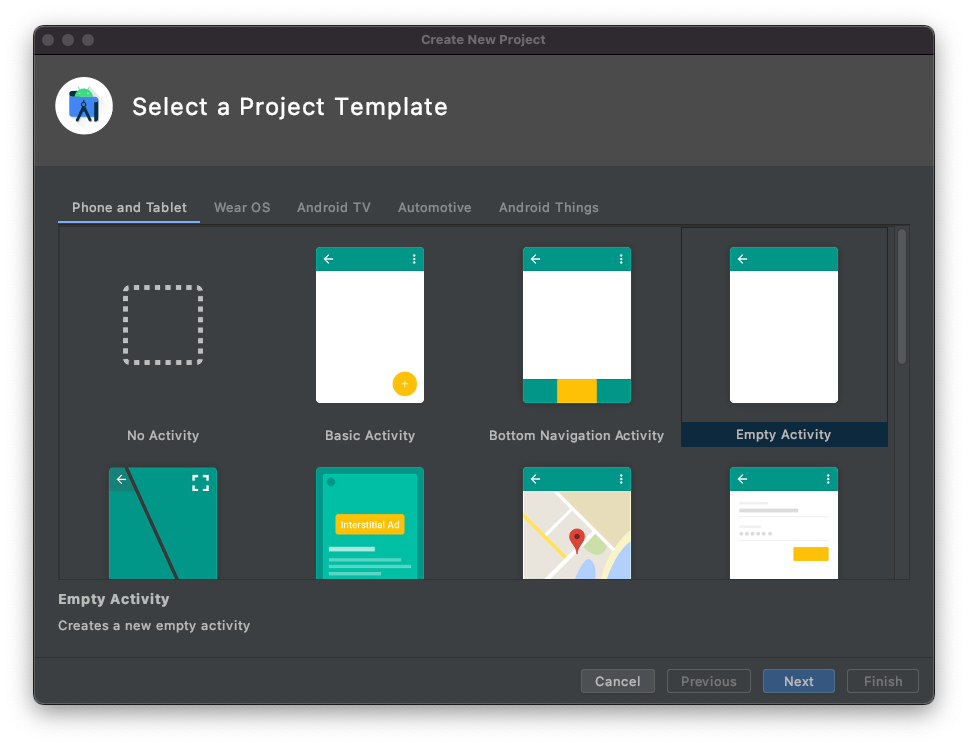 Create New Project
Select a Project Template
Phone and Tablet Wear OS Android TV Automotive Android Things
No Activity Basic Activity Bottom Navigation Activity Empty Activity
Interstitial Ad
Empty Activity
Creates a new empty activity
Cancel Previous Next Finish